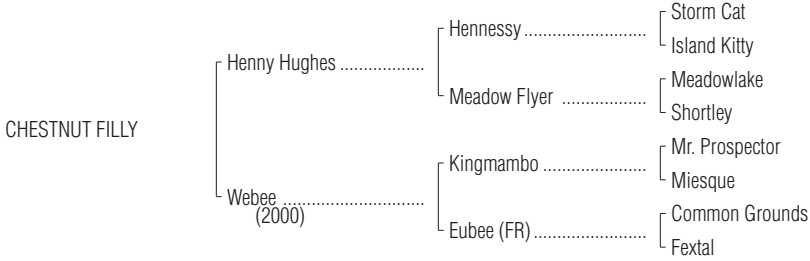 Storm Cat
Hennessy ........................
Island Kitty
Henny Hughes ..................
Meadowlake
Meadow Flyer .................
Shortley
CHESTNUT FILLY
Mr. Prospector
Kingmambo .....................
Miesque
Webee ..............................
(2000)
Common Grounds
Eubee (FR) .......................
Fextal